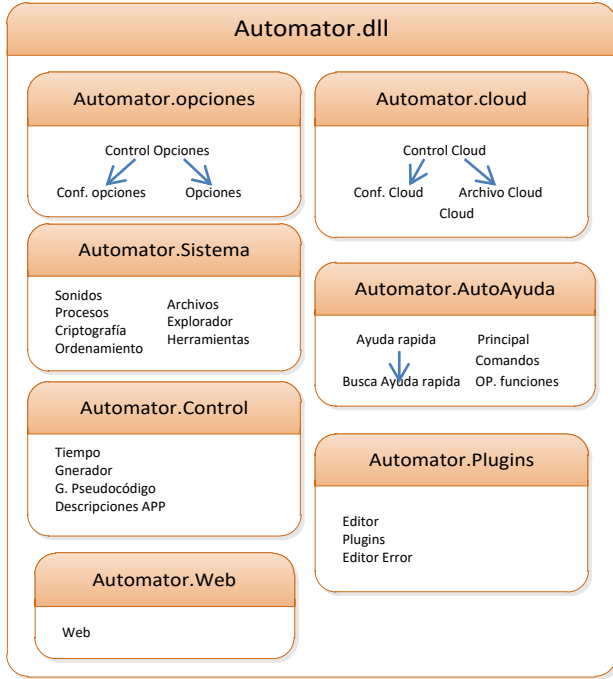 Automator.dll
Automator.opciones
Control Opciones
Conf. opciones
Opciones
Automator.cloud
Control Cloud
Conf. Cloud
Archivo Cloud
Cloud
Automator.Sistema
Sonidos
Procesos
Criptografía
Ordenamiento
Archivos
Explorador
Herramientas
Automator.AutoAyuda
Ayuda rapida
Busca Ayuda rapida
Principal
Comandos
OP. funciones
Automator.Control
Tiempo
Gnerador
G. Pseudocódigo
Descripciones APP
Automator.Plugins
Editor
Plugins
Editor Error
Automator.Web
Web